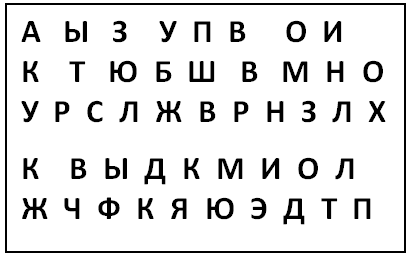 А Ы З У П В О И
К Т Ю Б Ш В М Н О
У Р С Л Ж В Р Н З Л Х
К В Ы Д К М И О Л
Ж Ч Ф К Я Ю Э Д Т П